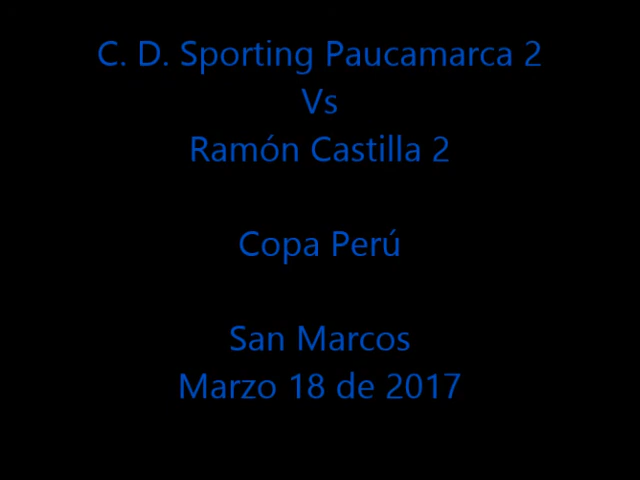 C. D. Sporting Paucamarca 2
Vs
Ramón Castilla 2
Copa Perú
San Marcos
Marzo 18 de 2017